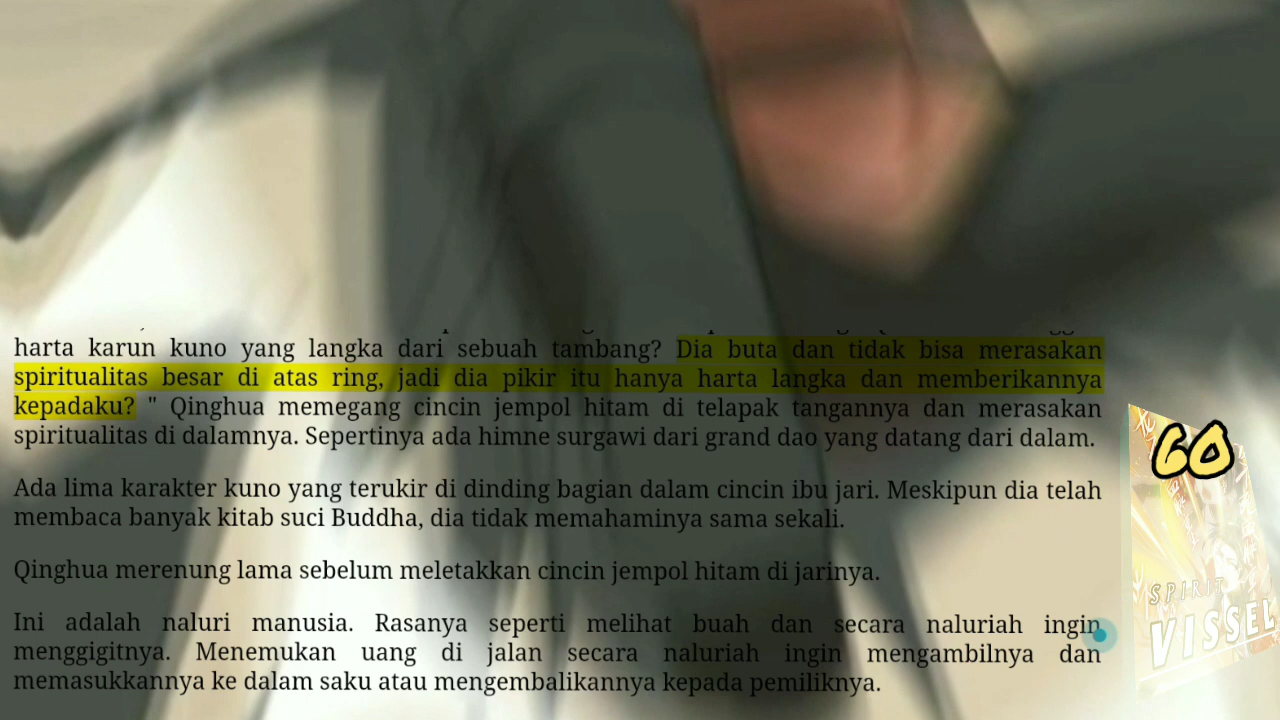 harta karun kuno yang langka dari sebuah tambang? Dia buta dan tidak bisa merasakan
spiritualitas besar di atas ring, jadi dia pikir itu hanya harta langka dan memberikannya
kepadaku? " Qinghua memegang cincin jempol hitam di telapak tangannya dan merasakan
spiritualitas di dalamnya. Sepertinya ada himne surgawi dari grand dao yang datang dari dalam.
Ada lima karakter kuno yang terukir di dinding bagian dalam cincin ibu jari. Meskipun dia telah
membaca banyak kitab suci Buddha, dia tidak memahaminya sama sekali.
Qinghua merenung lama sebelum meletakkan cincin jempol hitam di jarinya.
Ini adalah naluri manusia. Rasanya seperti melihat buah dan secara naluriah ingin
menggigitnya. Menemukan uang di jalan secara naluriah ingin mengambilnya dan
memasukkannya ke dalam saku atau mengembalikannya kepada pemiliknya.
60
SPIRIT
VISSEL